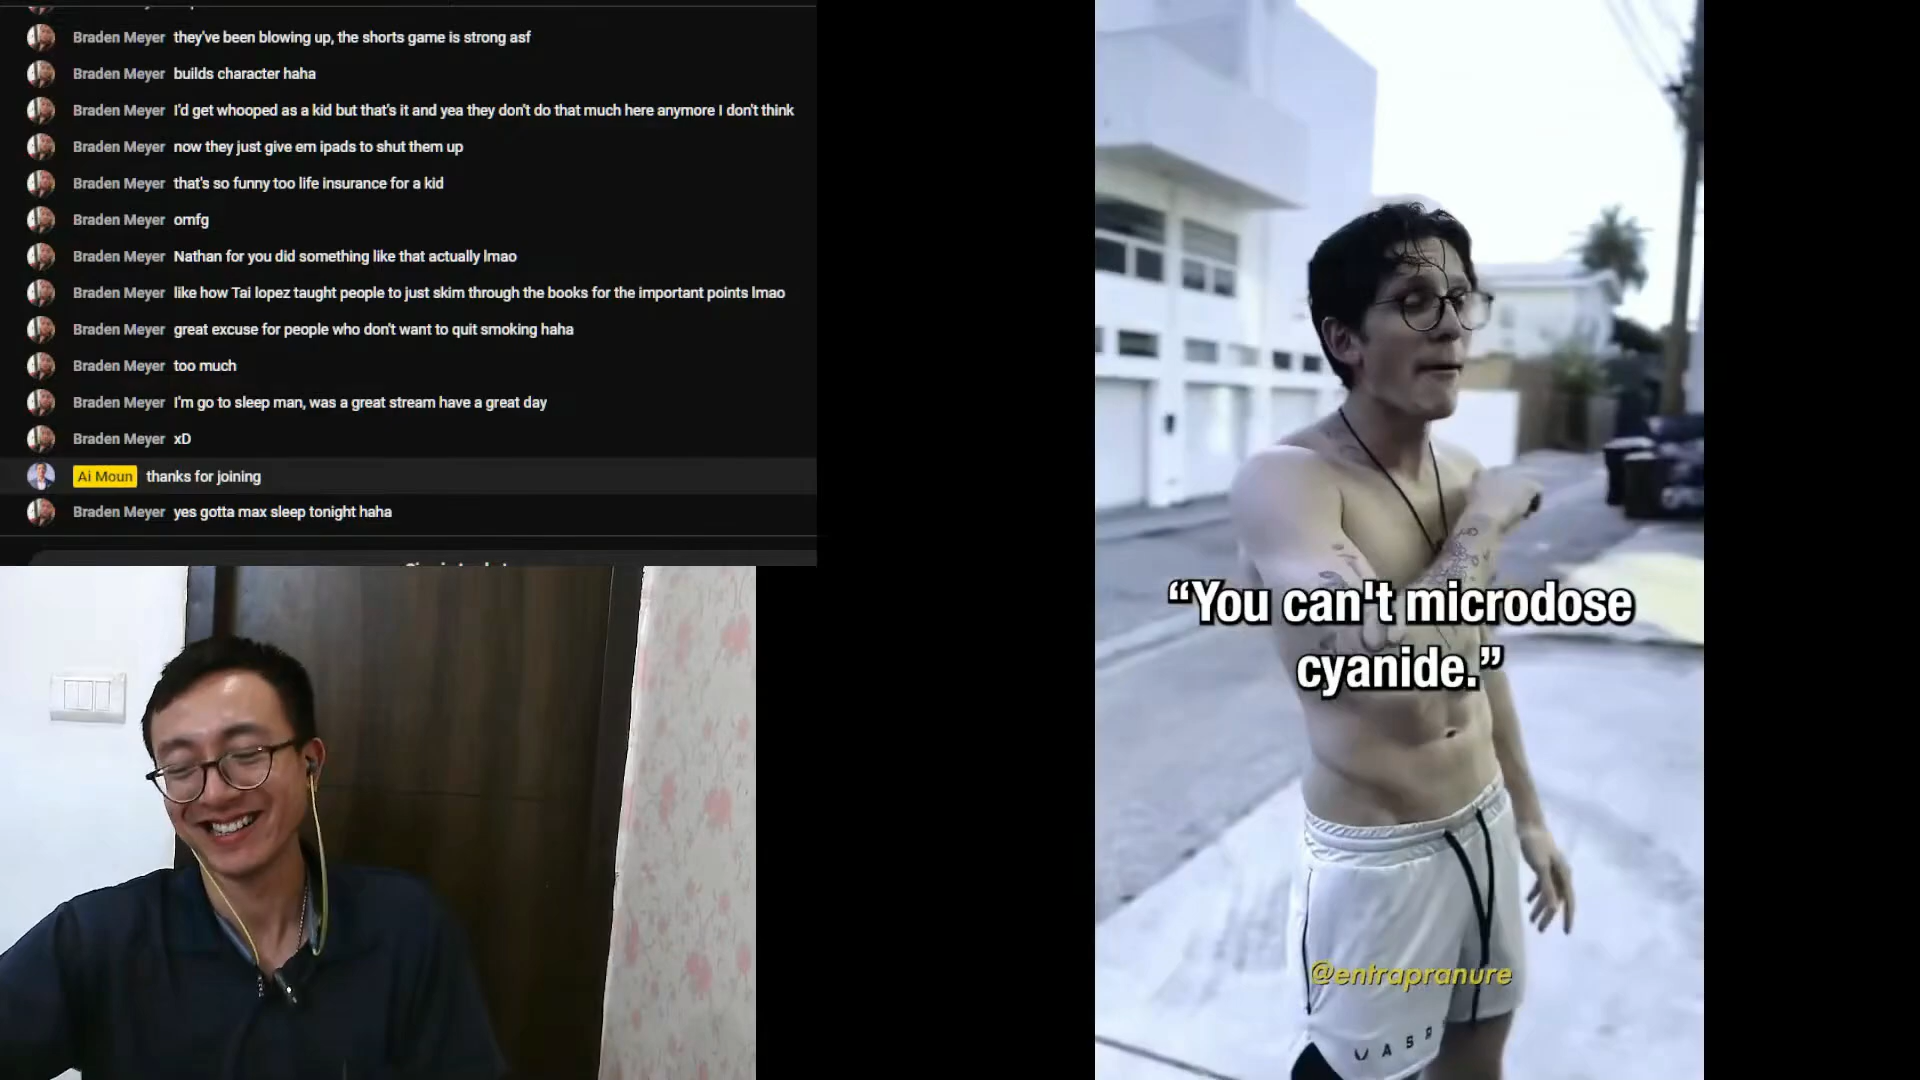 Braden Meyer they've been blowing up, the shorts game is strong asf
Braden Meyer builds character haha
Braden Meyer I'd get whooped as a kid but that's it and yea they don't do that much here anymore I don't think
Braden Meyer now they just give em ipads to shut them up
Braden Meyer that's so funny too life insurance for a kid
Braden Meyer omfg
Braden Meyer Nathan for you did something like that actually lmao
Braden Meyer like how Tai lopez taught people to just skim through the books for the important points lmao
Braden Meyer great excuse for people who don't want to quit smoking haha
Braden Meyer too much
Braden Meyer I'm go to sleep man, was a great stream have a great day
Braden Meyer xD
Ai Moun thanks for joining
Braden Meyer yes gotta max sleep tonight haha
“You can't microdose
cyanide.”
@entrapranure